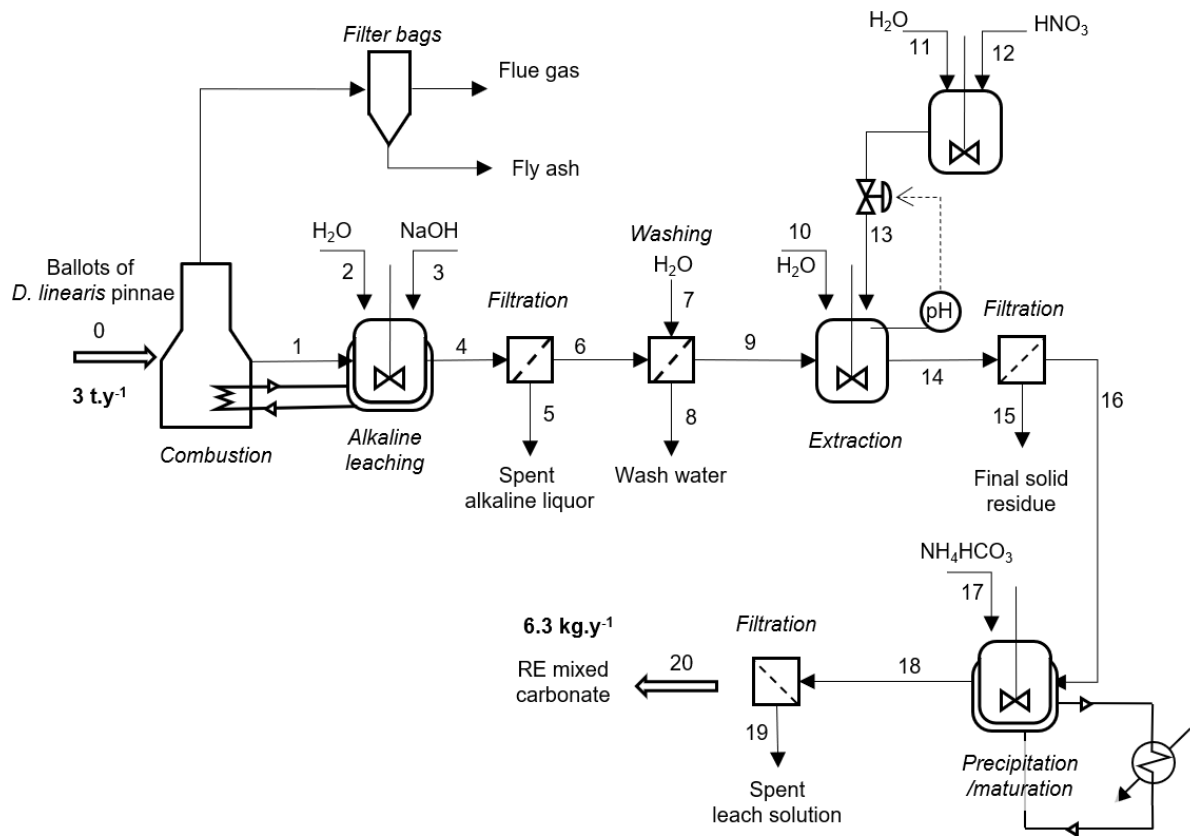 Filter bags
Flue gas
Fly ash
H₂O
11
HNO₃
12
13
Ballots of
D. linearis pinnae
0
3 t.y⁻¹
Combustion
1
H₂O
2
NaOH
3
Alkaline
leaching
4
Filtration
5
Spent
alkaline liquor
6
Washing
H₂O
7
8
Wash water
9
10
H₂O
pH
Extraction
14
Filtration
15
Final solid
residue
16
NH₄HCO₃
17
Precipitation
/maturation
18
Filtration
19
Spent
leach solution
20
6.3 kg.y⁻¹
RE mixed
carbonate